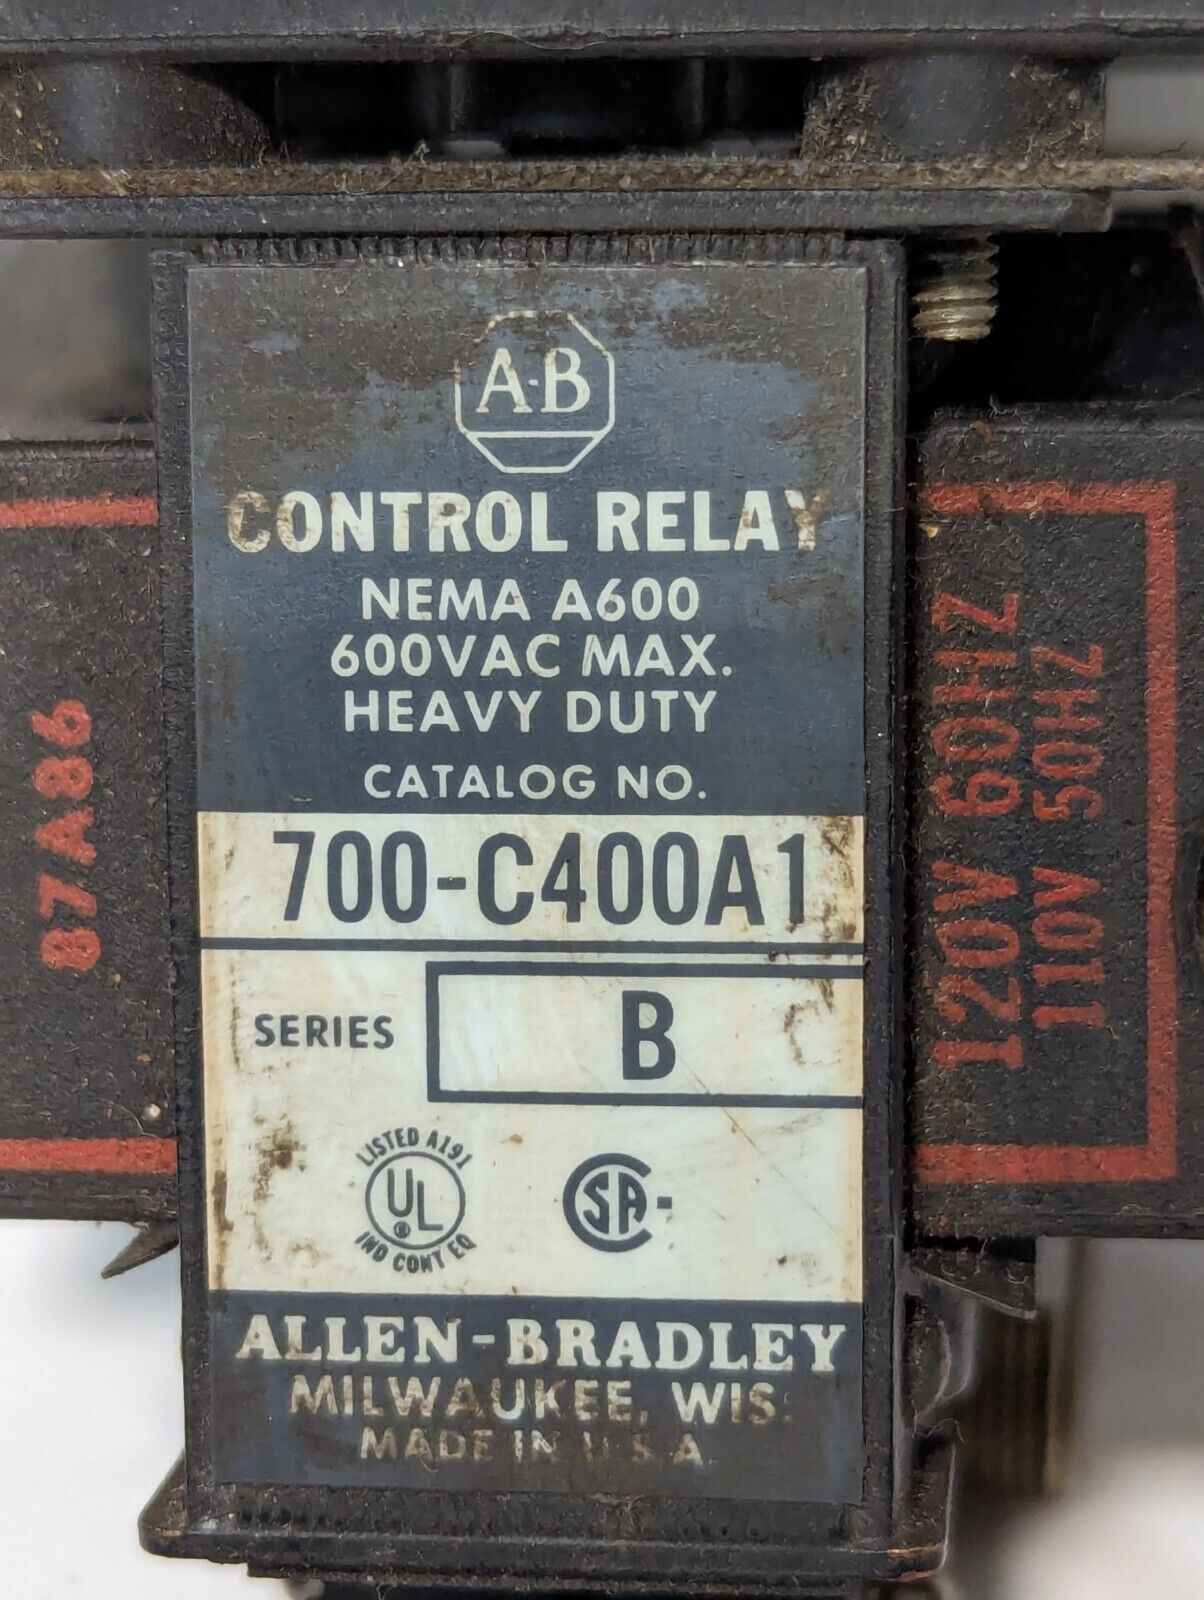 A-B
CONTROL RELAY
NEMA A600
600VAC MAX.
HEAVY DUTY
CATALOG NO.
700-C400A1
SERIES B
LISTED A191
UL
®
IND CONT EQ
SA -
ALLEN-BRADLEY
MILWAUKEE, WIS.
MADE IN U.S.A.
87A86
120V 60HZ
110V 50HZ